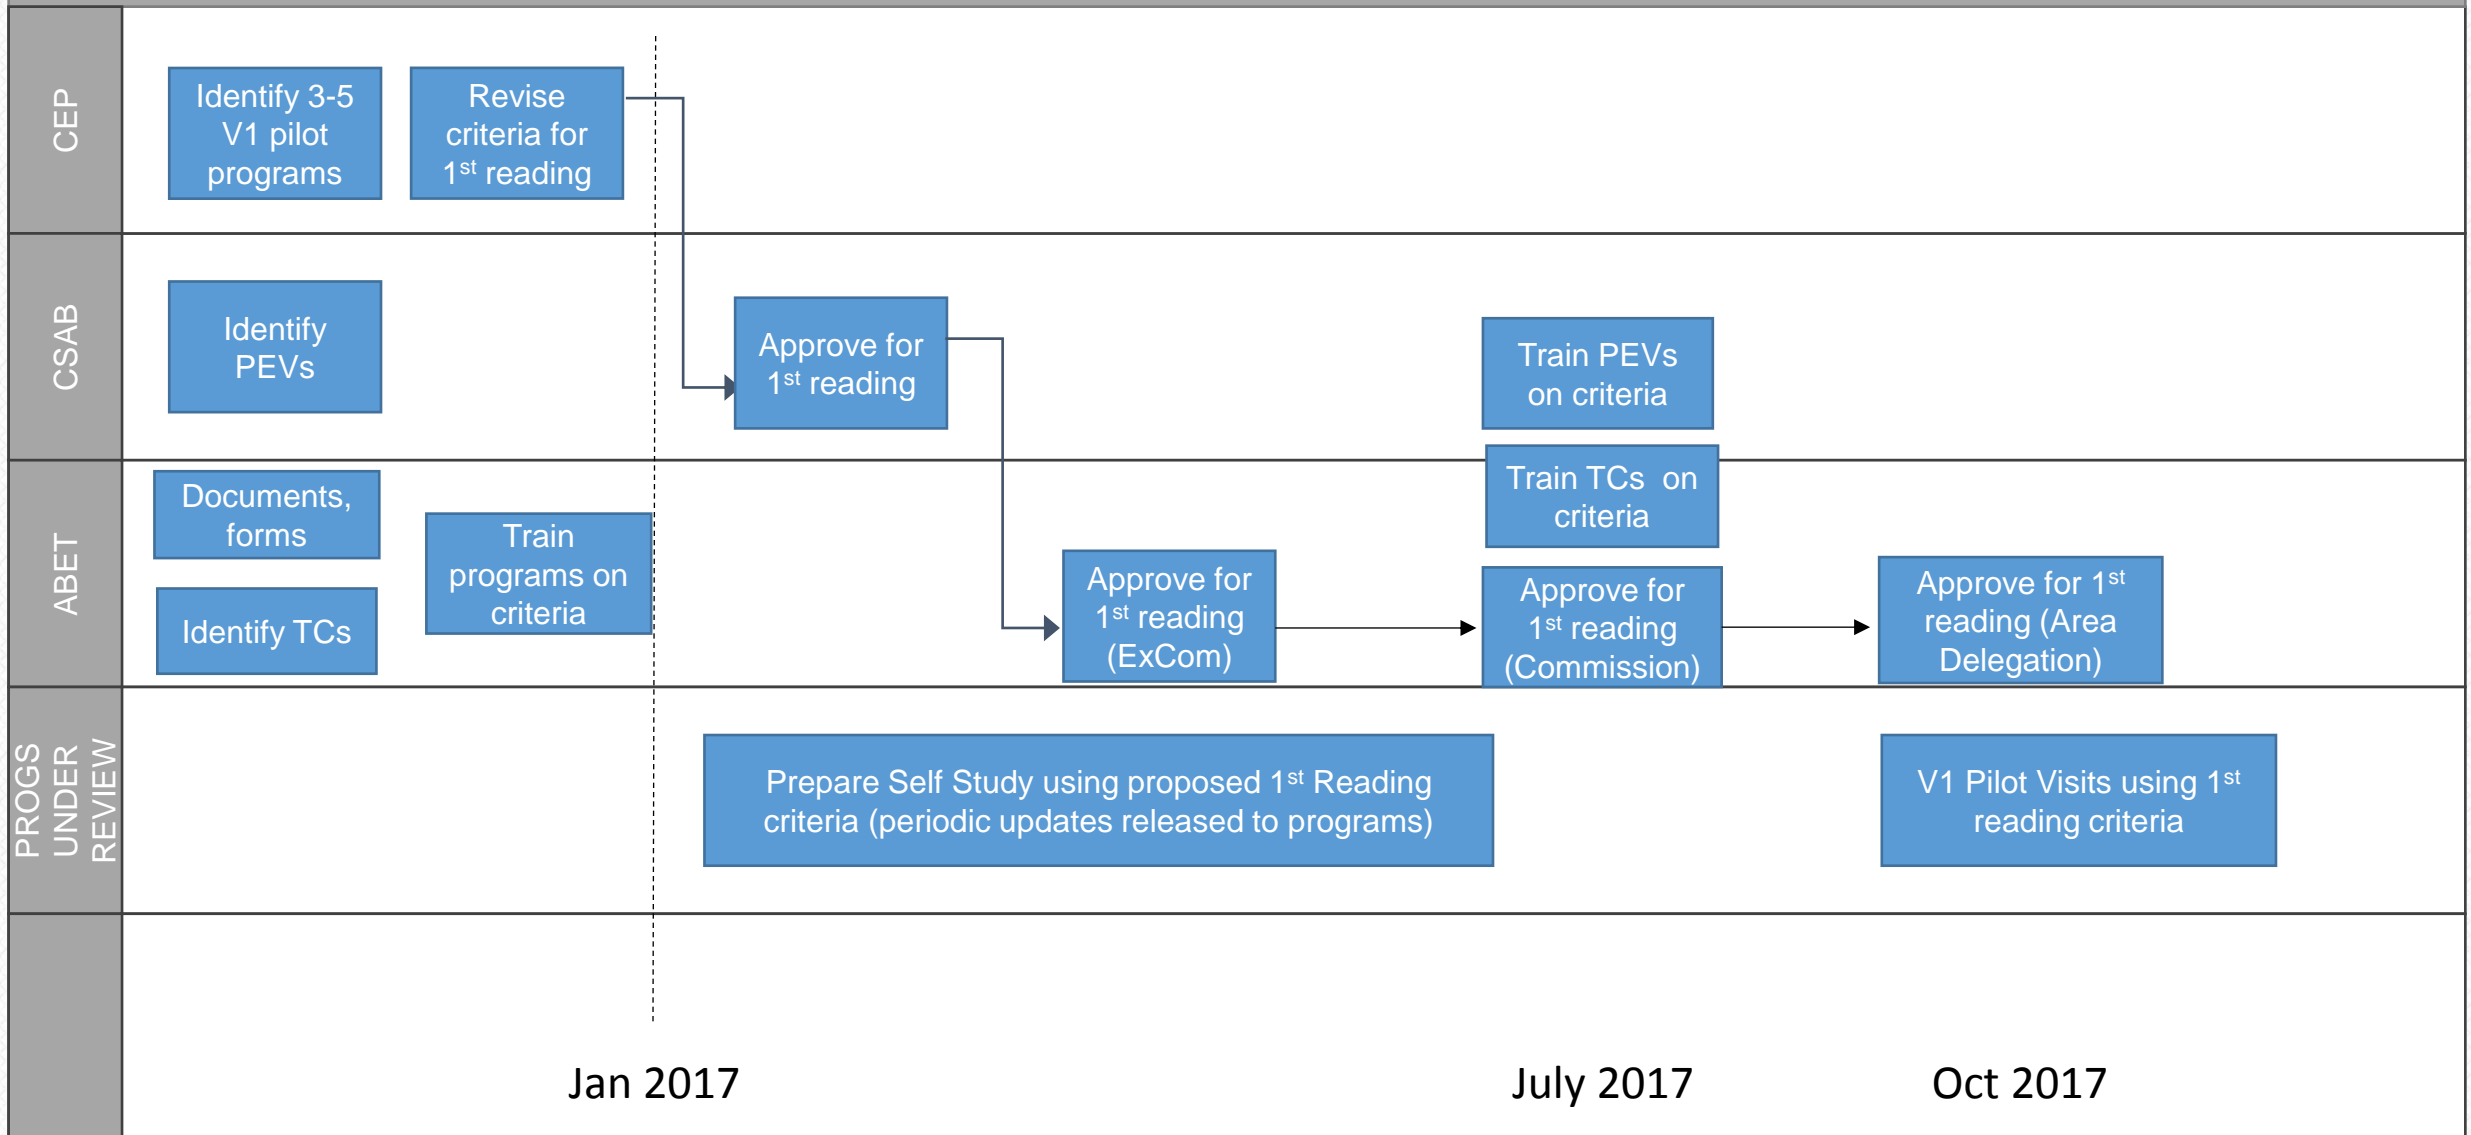 CEP
Identify 3-5
V1 pilot
programs
Revise
criteria for
1st reading
CSAB
Identify
PEVs
Approve for
1st reading
Train PEVs
on criteria
ABET
Documents,
forms
Identify TCs
Train
programs on
criteria
Approve for
1st reading
(ExCom)
Train TCs on
criteria
Approve for
1st reading
(Commission)
Approve for 1st
reading (Area
Delegation)
PROGS
UNDER
REVIEW
Prepare Self Study using proposed 1st Reading
criteria (periodic updates released to programs)
V1 Pilot Visits using 1st
reading criteria
Jan 2017
July 2017
Oct 2017